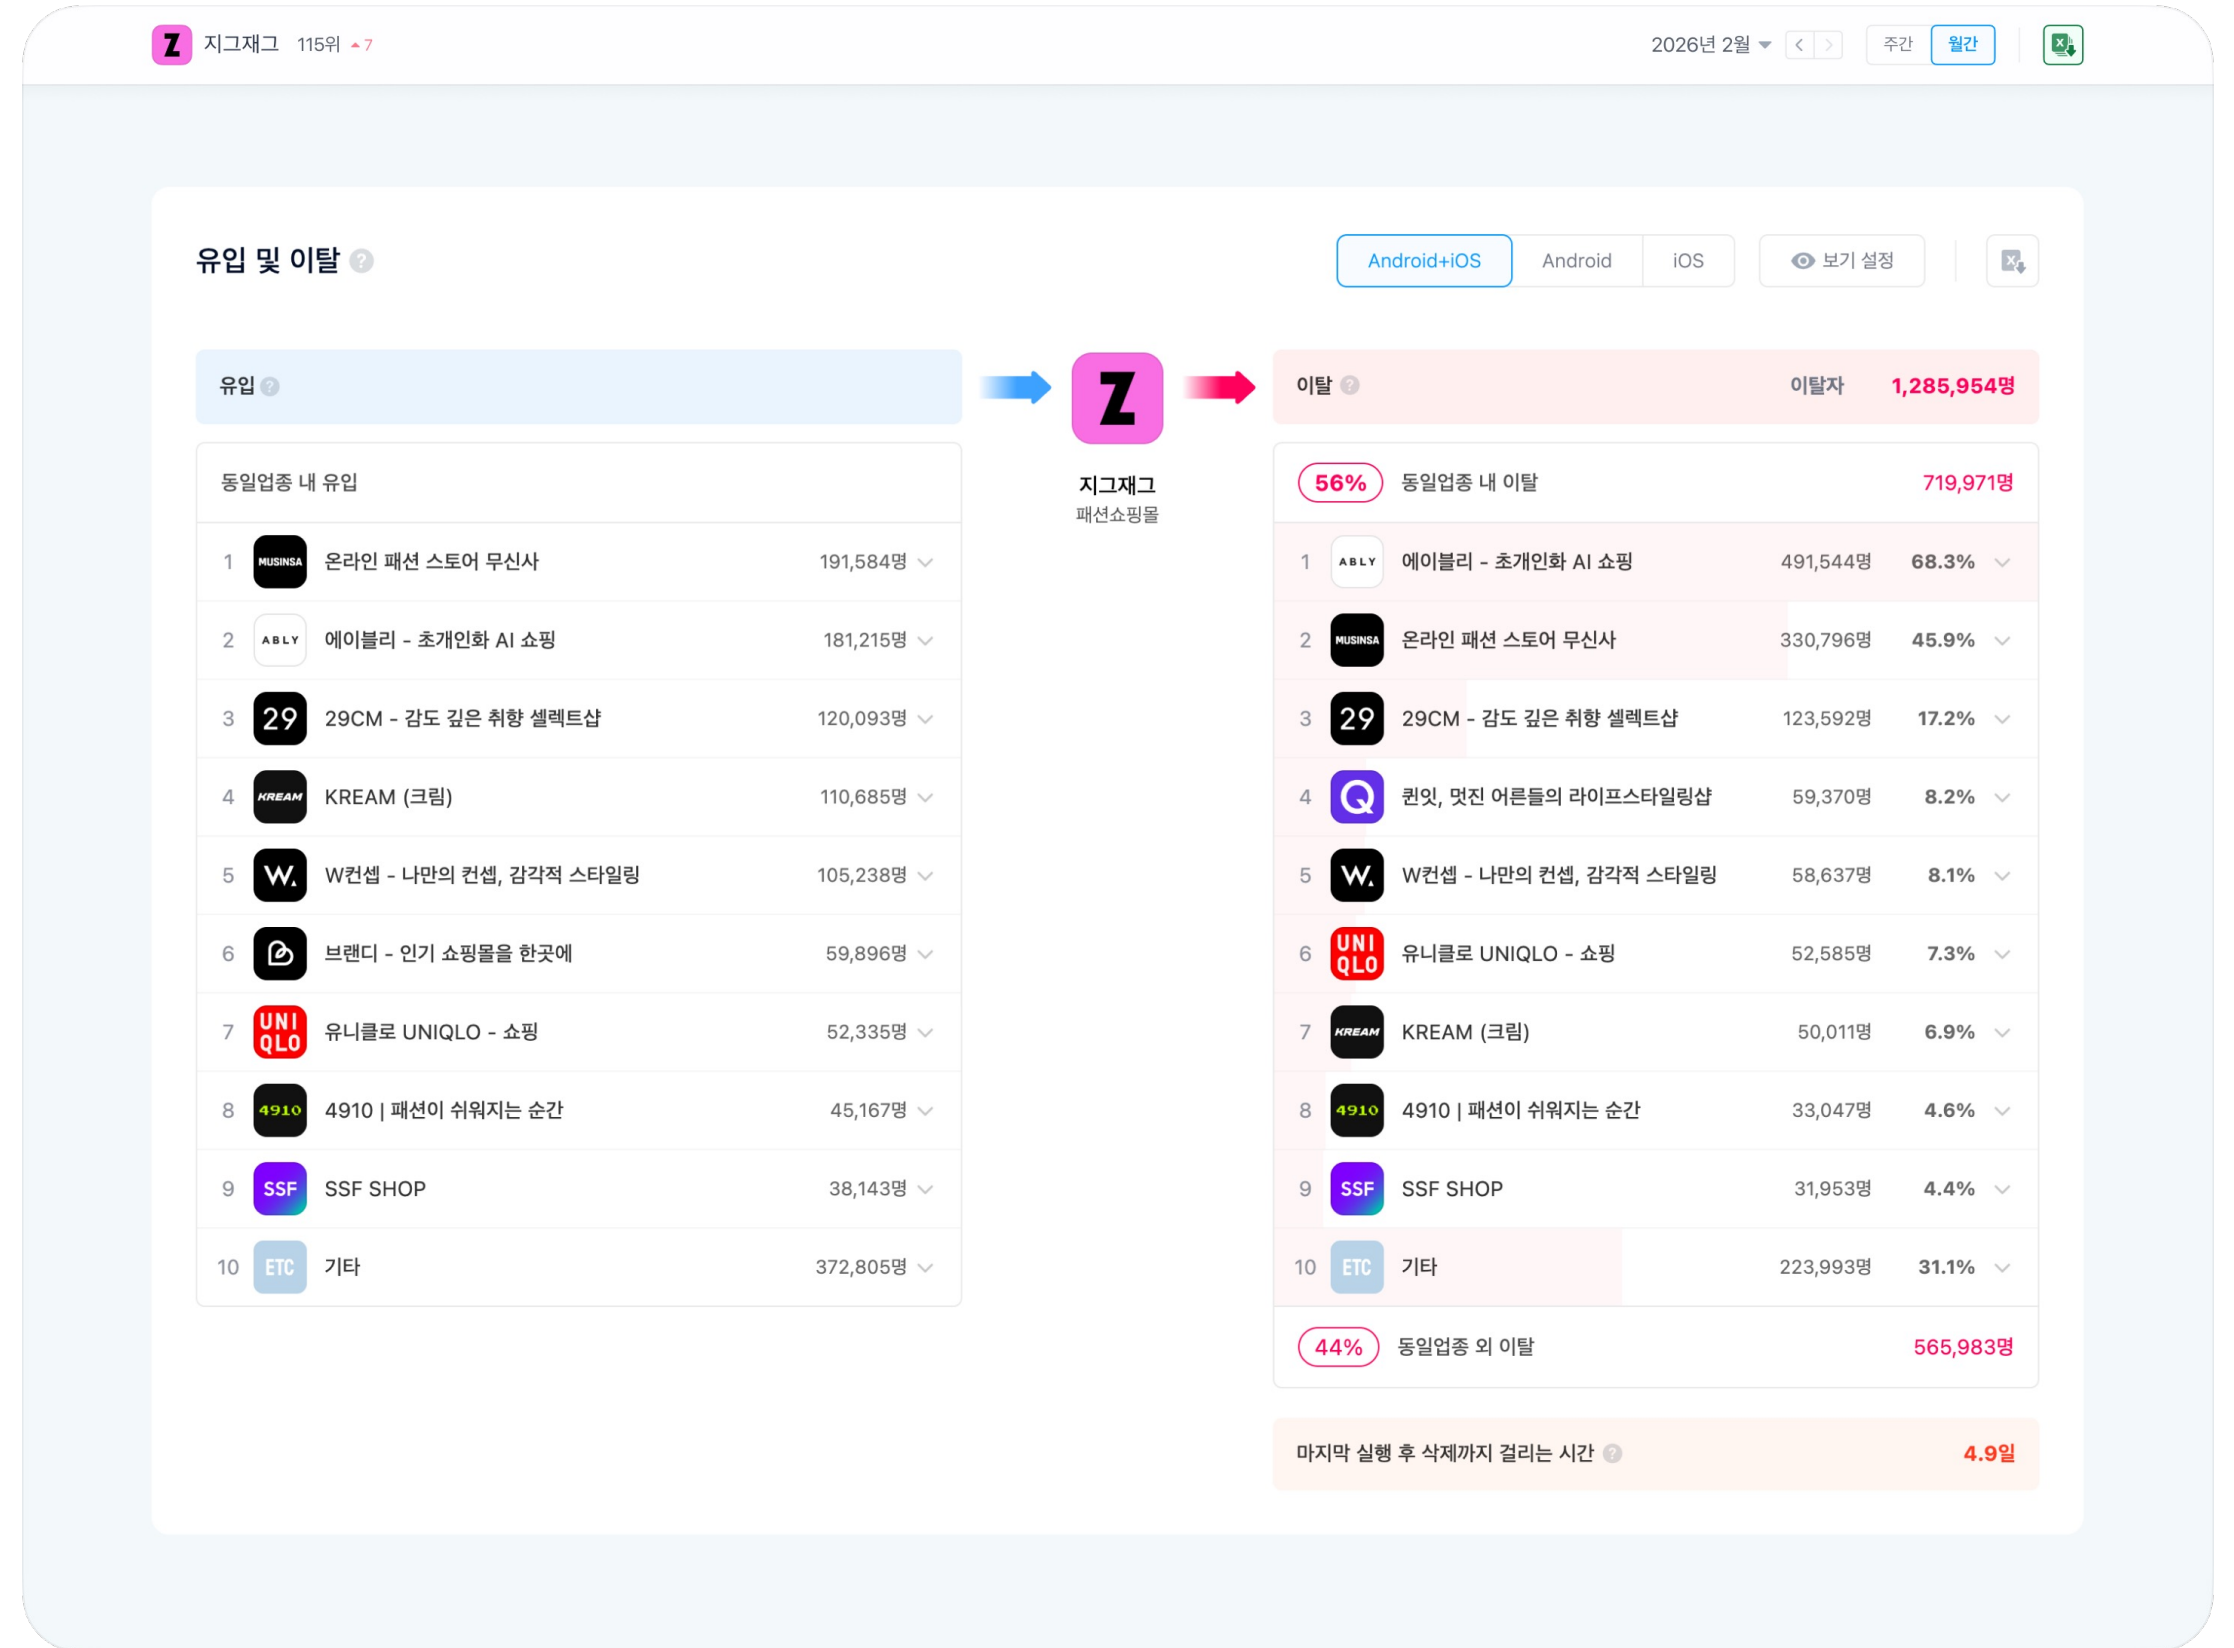 Z 지그재그 115위 7 2026년 2월 주간 월간
유입 및 이탈 ? Android+iOS Android iOS 보기 설정
유입 ?
Z
지그재그
패션쇼핑몰
동일업종 내 유입
1 MUSINSA 온라인 패션 스토어 무신사 191,584명
2 ABLY 에이블리 - 초개인화 AI 쇼핑 181,215명
3 29 29CM - 감도 깊은 취향 셀렉트샵 120,093명
4 KREAM KREAM (크림) 110,685명
5 W. W컨셉 - 나만의 컨셉, 감각적 스타일링 105,238명
6 브랜디 - 인기 쇼핑몰을 한곳에 59,896명
7 UNIQLO 유니클로 UNIQLO - 쇼핑 52,335명
8 4910 4910 | 패션이 쉬워지는 순간 45,167명
9 SSF SSF SHOP 38,143명
10 ETC 기타 372,805명
이탈 ? 이탈자 1,285,954명
56% 동일업종 내 이탈 719,971명
1 ABLY 에이블리 - 초개인화 AI 쇼핑 491,544명 68.3%
2 MUSINSA 온라인 패션 스토어 무신사 330,796명 45.9%
3 29 29CM - 감도 깊은 취향 셀렉트샵 123,592명 17.2%
4 Q 퀸잇, 멋진 어른들의 라이프스타일링샵 59,370명 8.2%
5 W. W컨셉 - 나만의 컨셉, 감각적 스타일링 58,637명 8.1%
6 UNIQLO 유니클로 UNIQLO - 쇼핑 52,585명 7.3%
7 KREAM KREAM (크림) 50,011명 6.9%
8 4910 4910 | 패션이 쉬워지는 순간 33,047명 4.6%
9 SSF SSF SHOP 31,953명 4.4%
10 ETC 기타 223,993명 31.1%
44% 동일업종 외 이탈 565,983명
마지막 실행 후 삭제까지 걸리는 시간 ? 4.9일